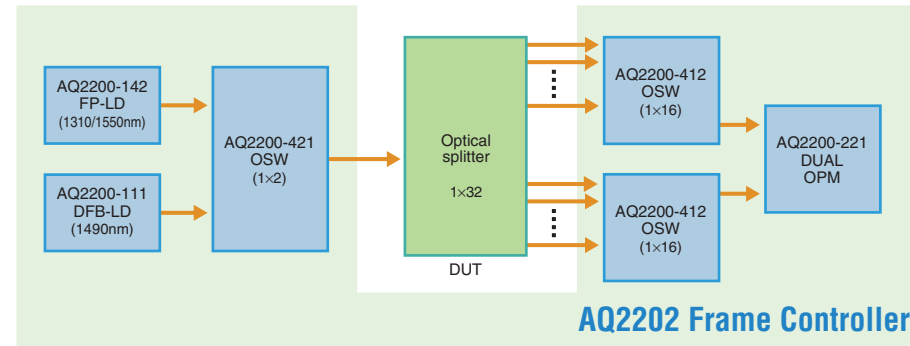 AQ2200-142
FP-LD
(1310/1550nm)
AQ2200-111
DFB-LD
(1490nm)
AQ2200-421
OSW
(1×2)
Optical
splitter
1×32
DUT
AQ2200-412
OSW
(1×16)
AQ2200-412
OSW
(1×16)
AQ2200-221
DUAL
OPM
AQ2202 Frame Controller